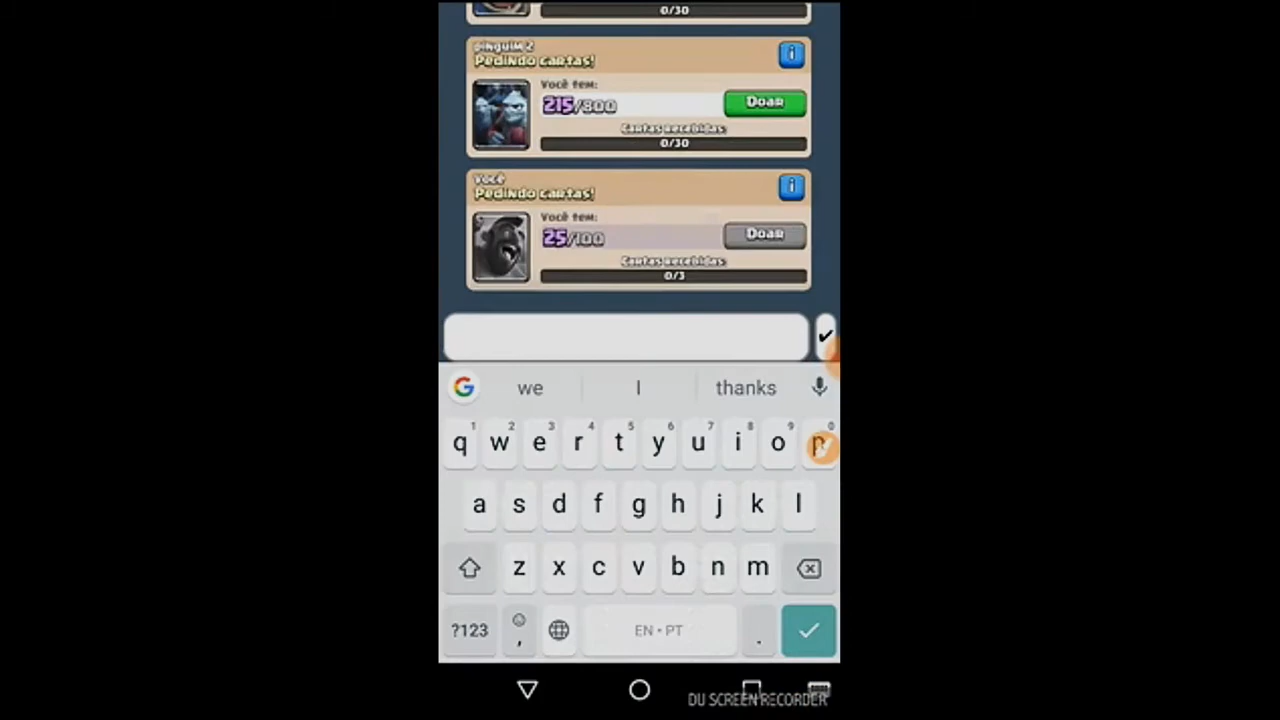 0/30
pinguim 2
Pedindo cartas!
Você tem:
215/800 Doar
Cartas recebidas:
0/30
Você
Pedindo cartas!
Você tem:
25/100 Doar
Cartas recebidas:
0/3
we I thanks
1 2 3 4 5 6 7 8 9 0
q w e r t y u i o p
a s d f g h j k l
z x c v b n m
?123 , EN • PT .
DU SCREEN RECORDER